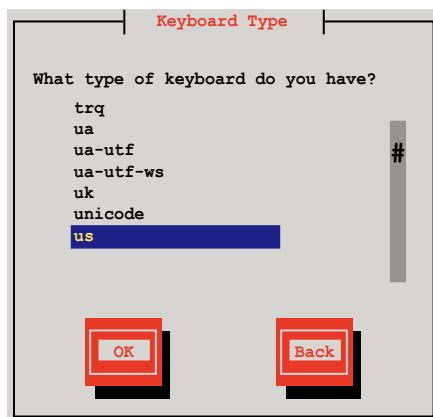 Keyboard Type
What type of keyboard do you have?
trq
ua
ua-utf
ua-utf-ws
uk
unicode
us
#
OK
Back